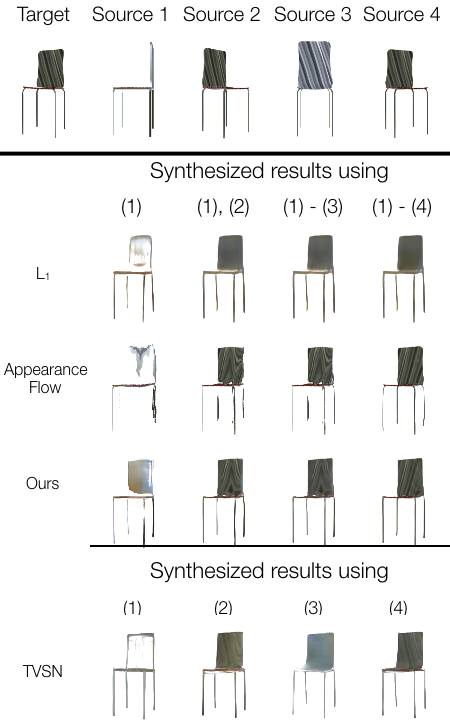 Target Source 1 Source 2 Source 3 Source 4
Synthesized results using
(1) (1), (2) (1) - (3) (1) - (4)
L1
Appearance
Flow
Ours
Synthesized results using
(1) (2) (3) (4)
TVSN